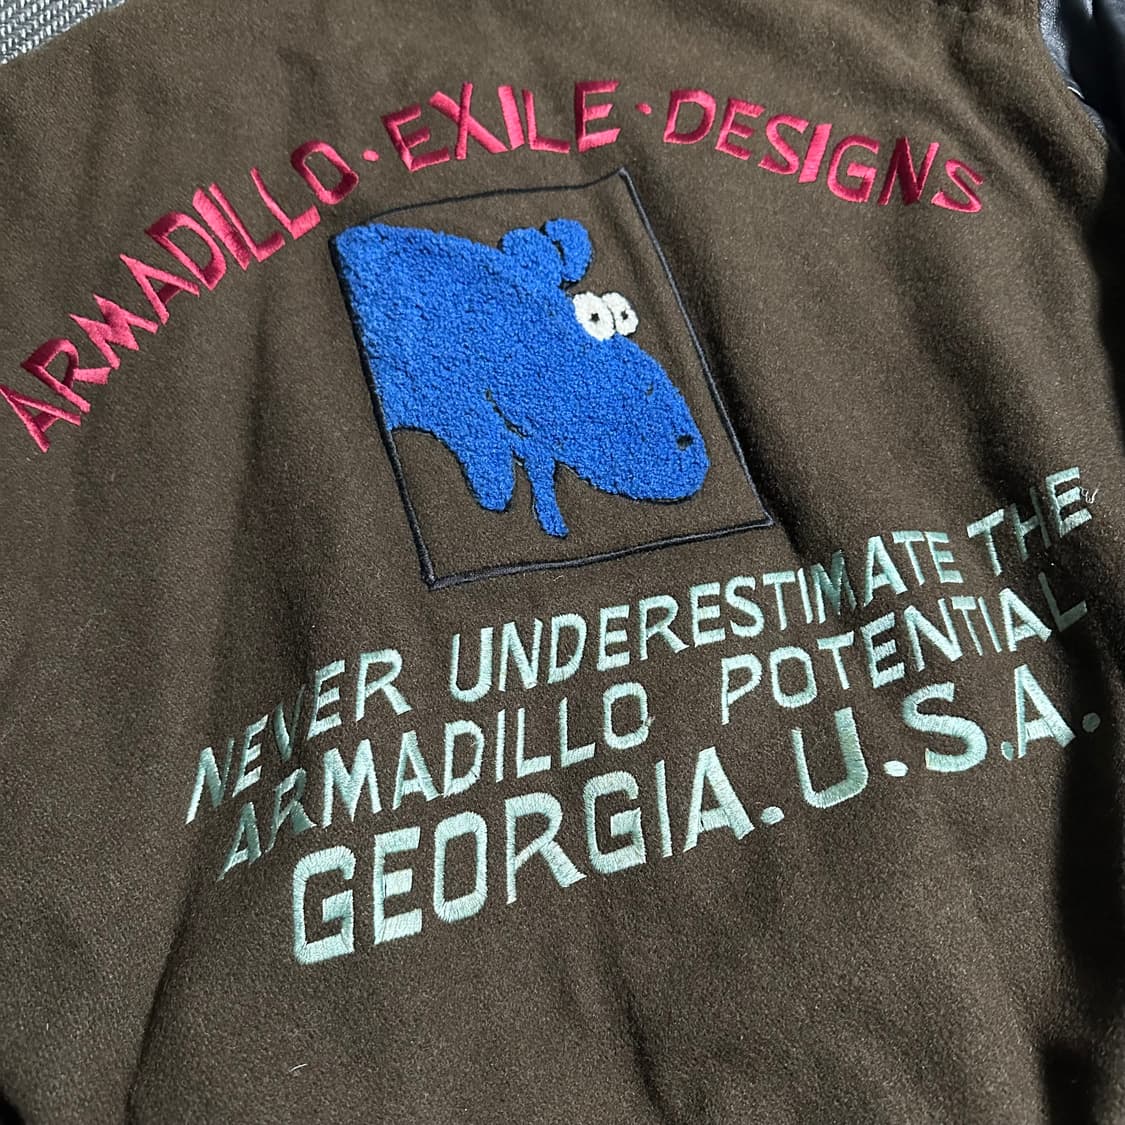 ARMADILLO · EXILE · DESIGNS
NEVER UNDERESTIMATE THE
ARMADILLO POTENTIAL
GEORGIA. U.S.A.